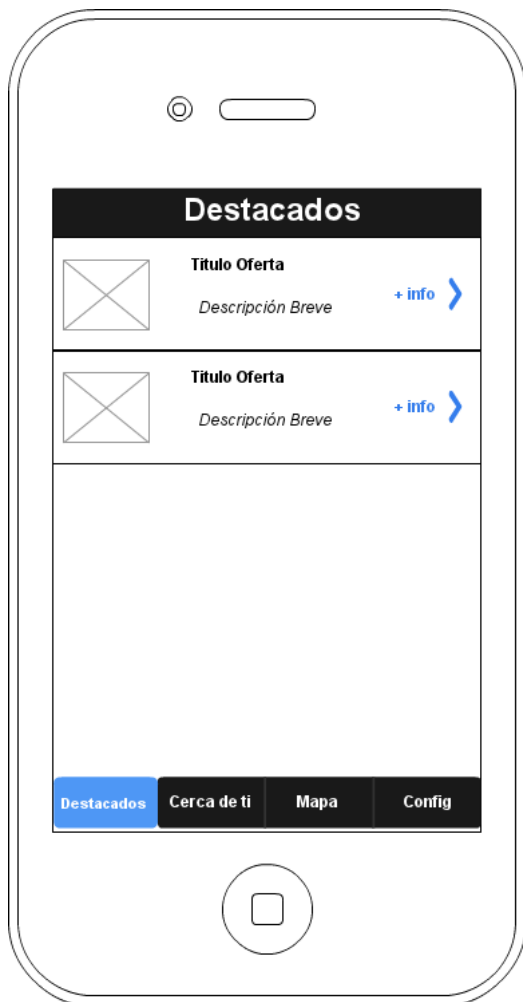 Destacados
Titulo Oferta
Descripción Breve
+ info
Titulo Oferta
Descripción Breve
+ info
Destacados
Cerca de ti
Mapa
Config